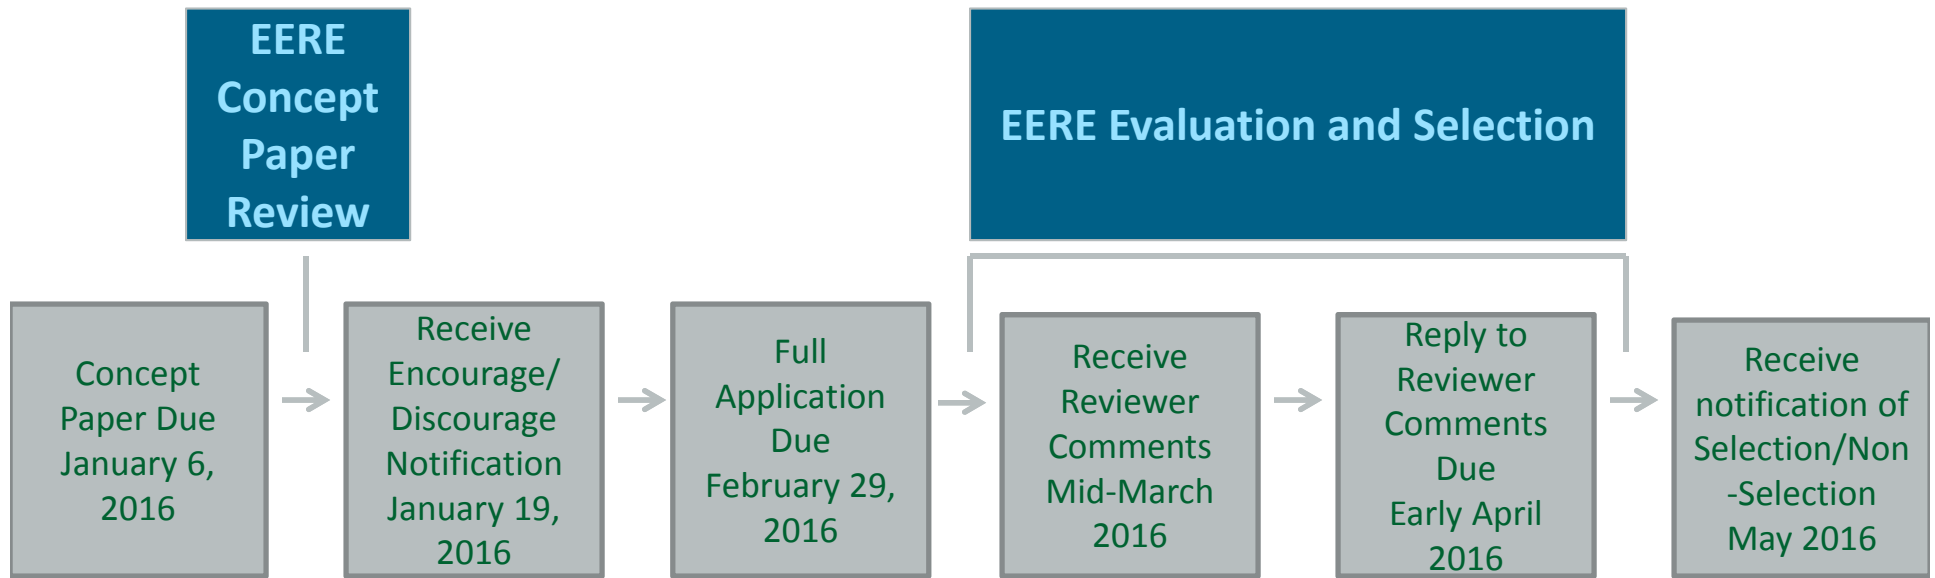 EERE
Concept
Paper
Review
EERE Evaluation and Selection
Concept
Paper Due
January 6,
2016
Receive
Encourage/
Discourage
Notification
January 19,
2016
Full
Application
Due
February 29,
2016
Receive
Reviewer
Comments
Mid-March
2016
Reply to
Reviewer
Comments
Due
Early April
2016
Receive
notification of
Selection/Non
-Selection
May 2016